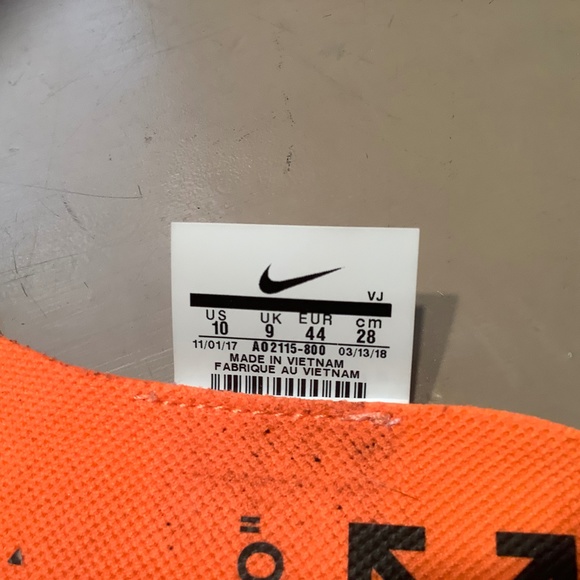 VJ
US UK EUR cm
10 9 44 28
11/01/17 AO2115-800 03/13/18
MADE IN VIETNAM
FABRIQUE AU VIETNAM